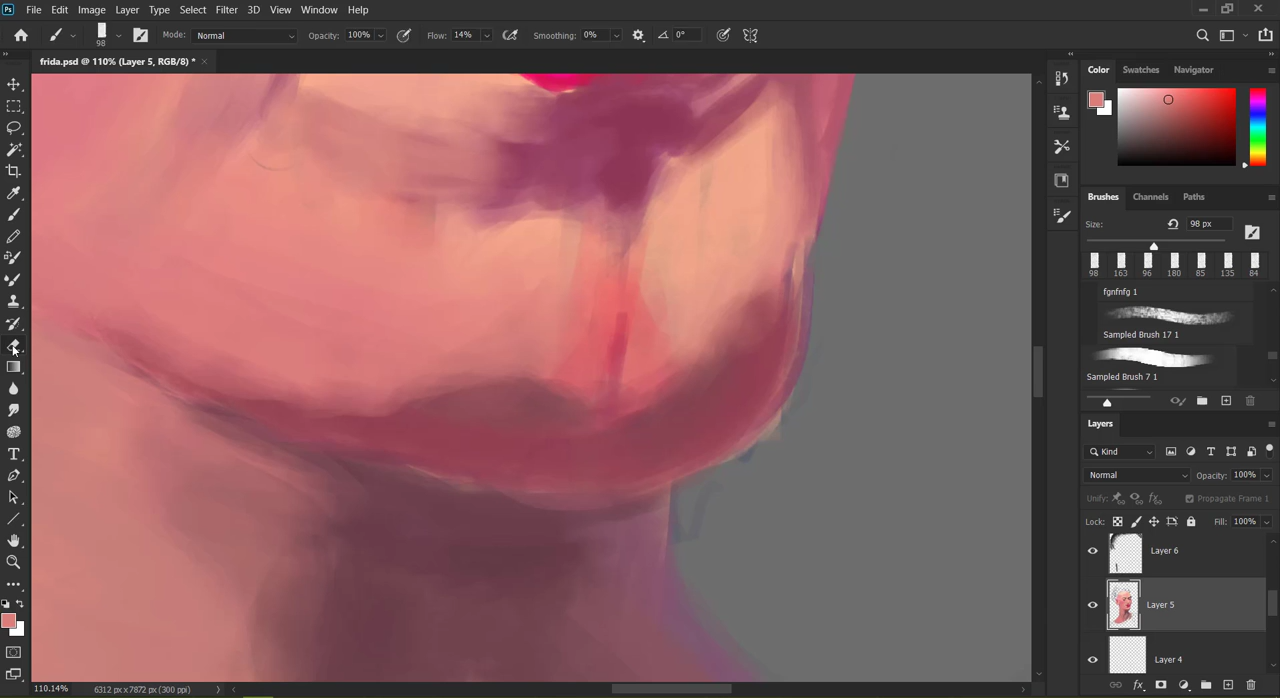 Ps File Edit Image Layer Type Select Filter 3D View Window Help
98 Mode: Normal Opacity: 100% Flow: 14% Smoothing: 0% 0°
frida.psd @ 110% (Layer 5, RGB/8) *
Color Swatches Navigator
Brushes Channels Paths
Size: 98 px
98 163 96 180 85 135 84
fgnfnfg 1
Sampled Brush 17 1
Sampled Brush 7 1
Layers
Kind
Normal Opacity: 100%
Unify: Propagate Frame 1
Lock: Fill: 100%
Layer 6
Layer 5
Layer 4
110.14% 6312 px x 7872 px (300 ppi)